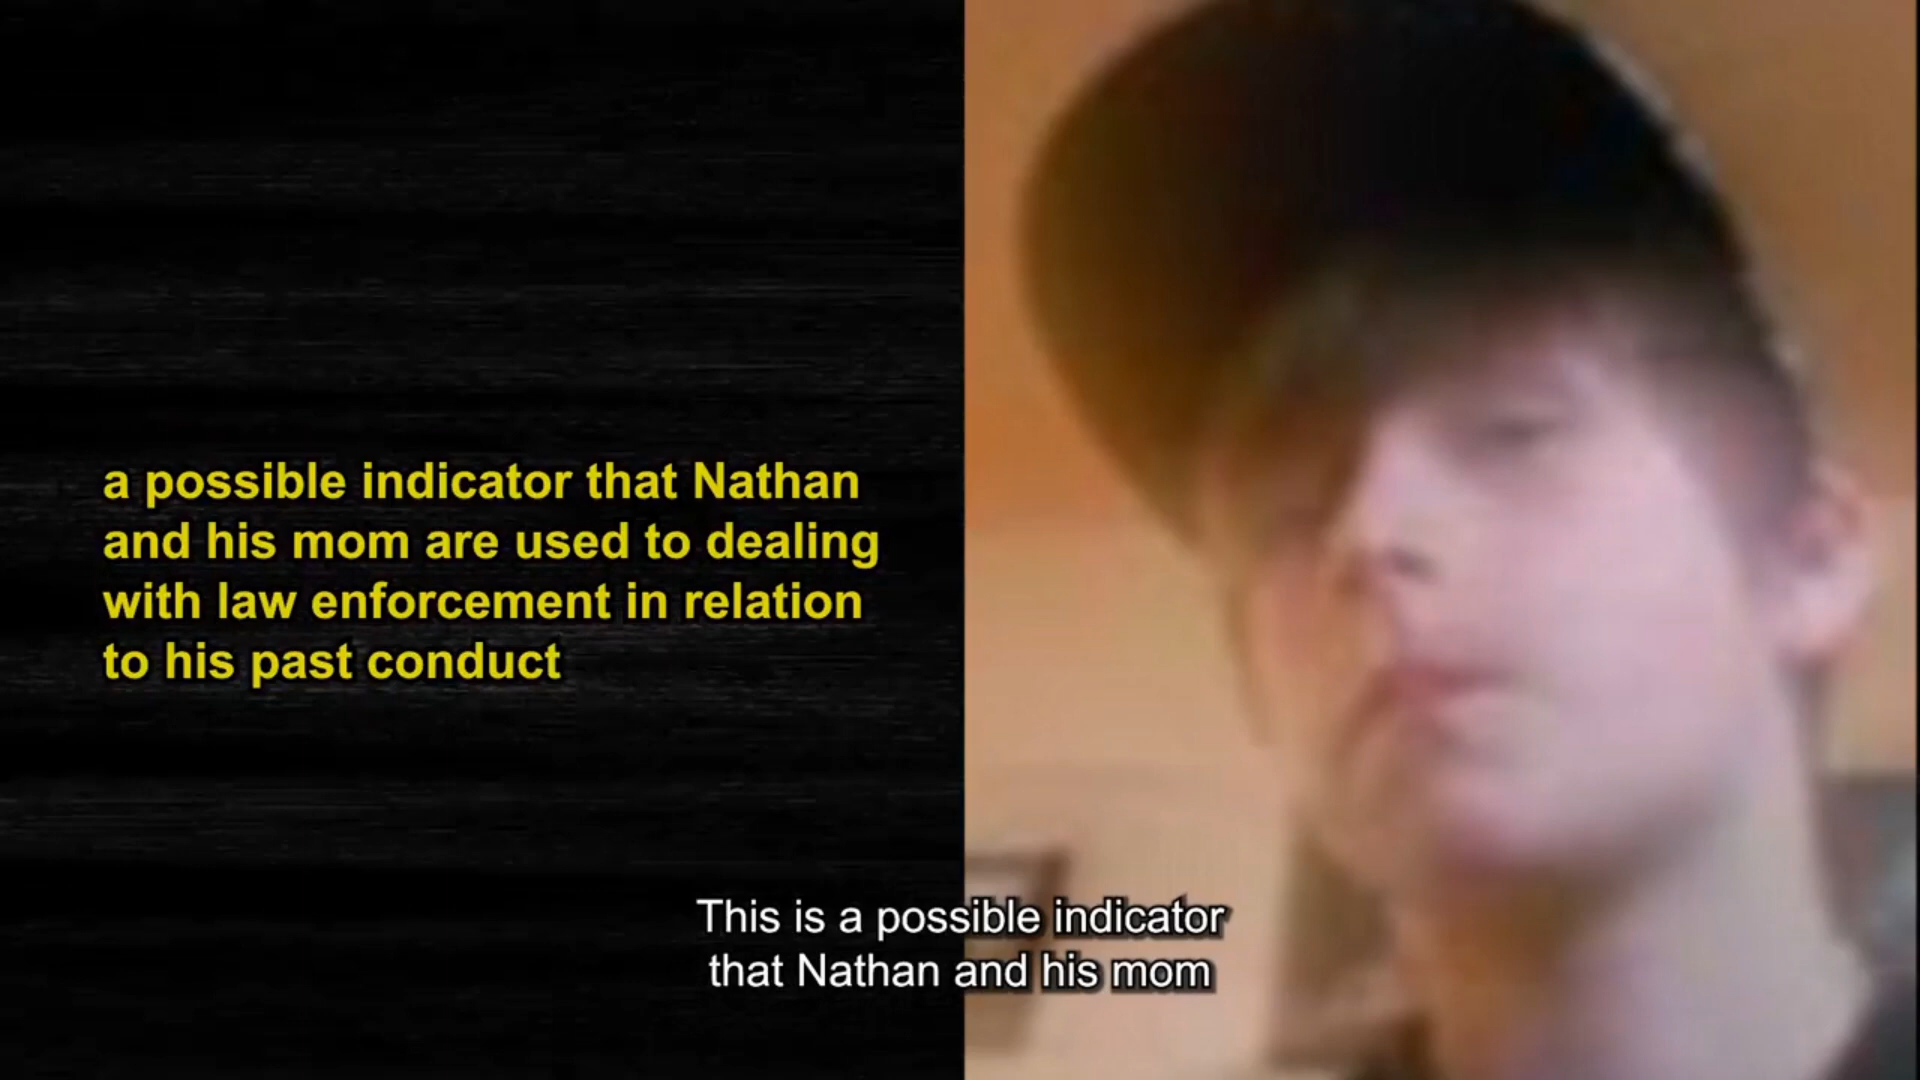 a possible indicator that Nathan
and his mom are used to dealing
with law enforcement in relation
to his past conduct
This is a possible indicator
that Nathan and his mom